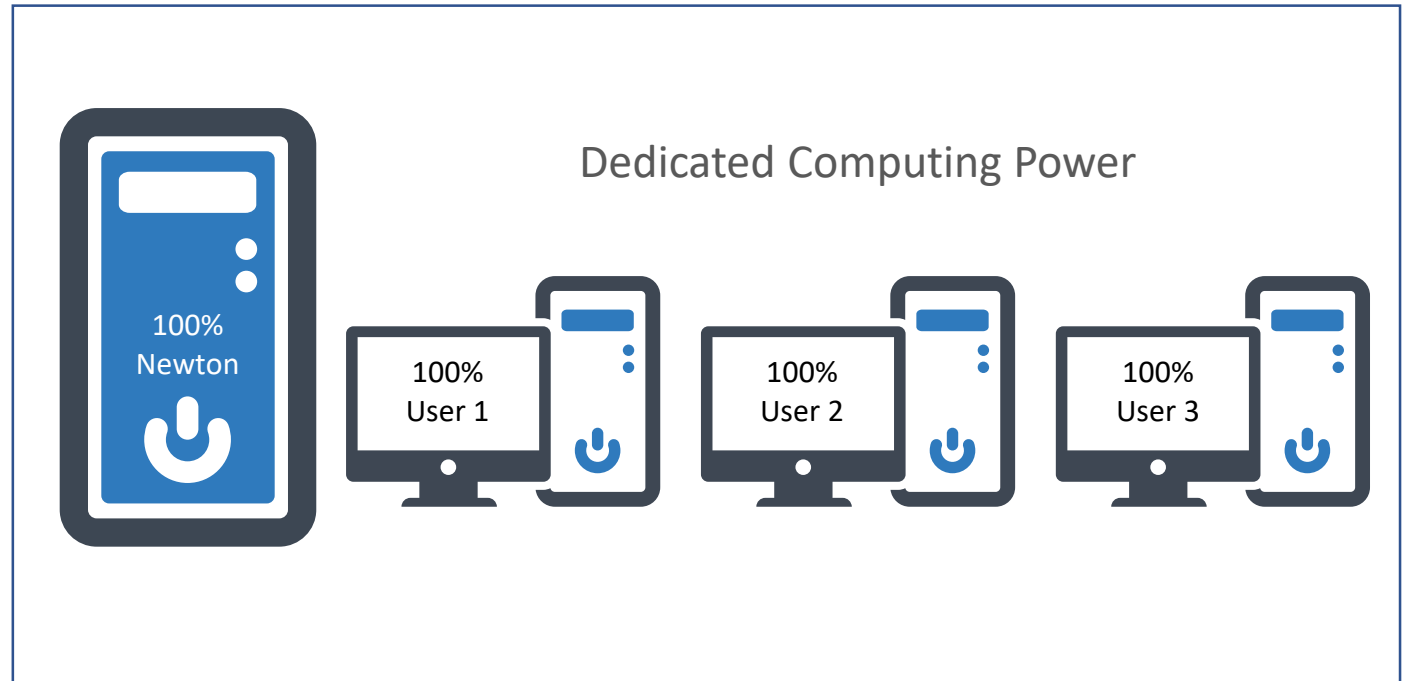 Dedicated Computing Power
100%
Newton
100%
User 1
100%
User 2
100%
User 3